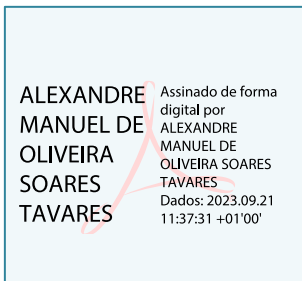 ALEXANDRE
MANUEL DE
OLIVEIRA
SOARES
TAVARES
Assinado de forma
digital por
ALEXANDRE
MANUEL DE
OLIVEIRA SOARES
TAVARES
Dados: 2023.09.21
11:37:31 +01'00'